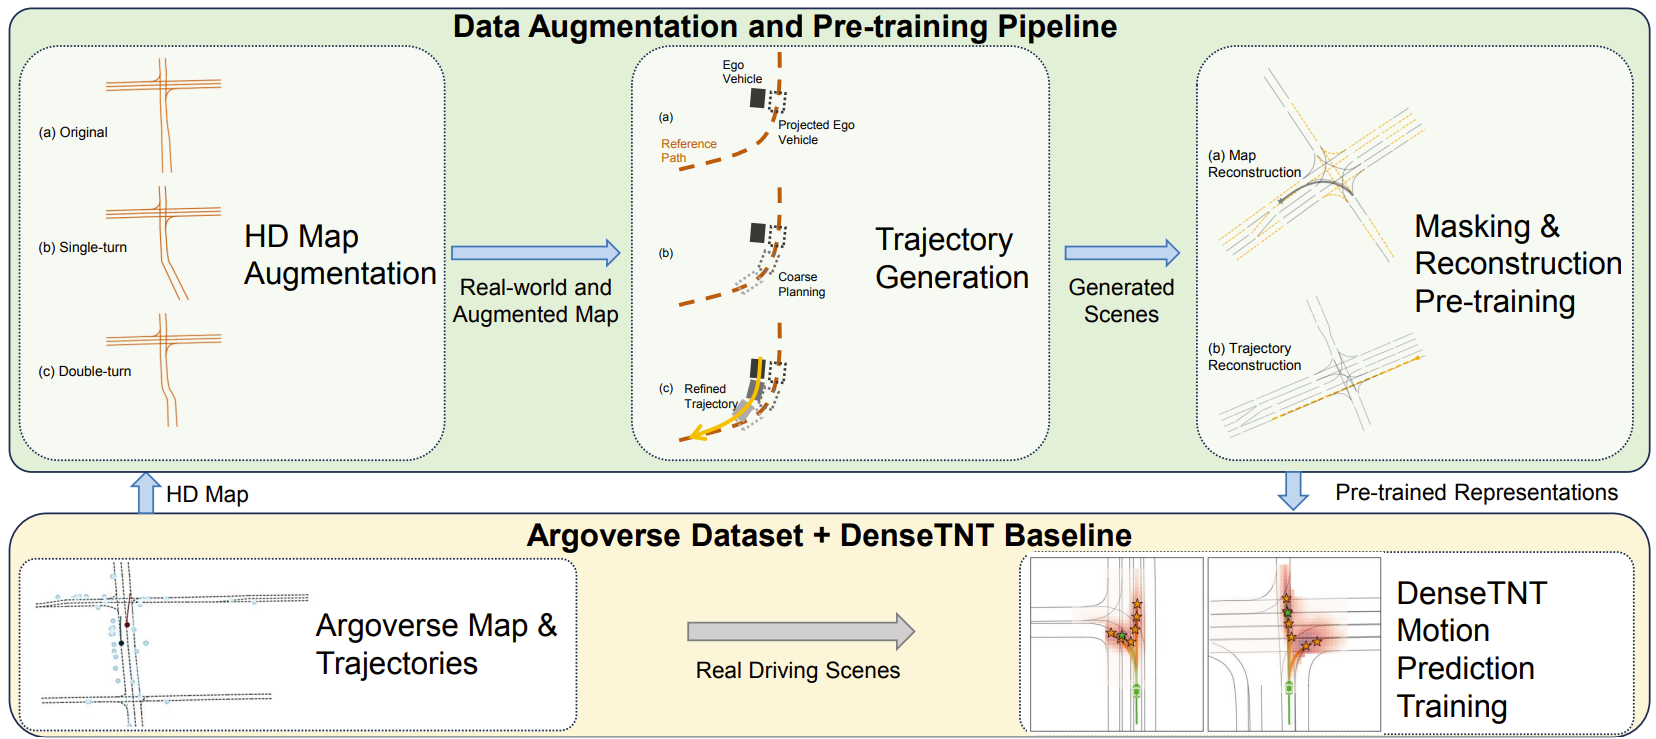 Data Augmentation and Pre-training Pipeline
(a) Original
(b) Single-turn
(c) Double-turn
HD Map
Augmentation
Real-world and
Augmented Map
Ego
Vehicle
(a)
Projected Ego
Vehicle
Reference
Path
(b)
Coarse
Planning
(c)
Refined
Trajectory
Trajectory
Generation
Generated
Scenes
(a) Map
Reconstruction
(b) Trajectory
Reconstruction
Masking &
Reconstruction
Pre-training
HD Map
Pre-trained Representations
Argoverse Dataset + DenseTNT Baseline
Argoverse Map &
Trajectories
Real Driving Scenes
DenseTNT
Motion
Prediction
Training